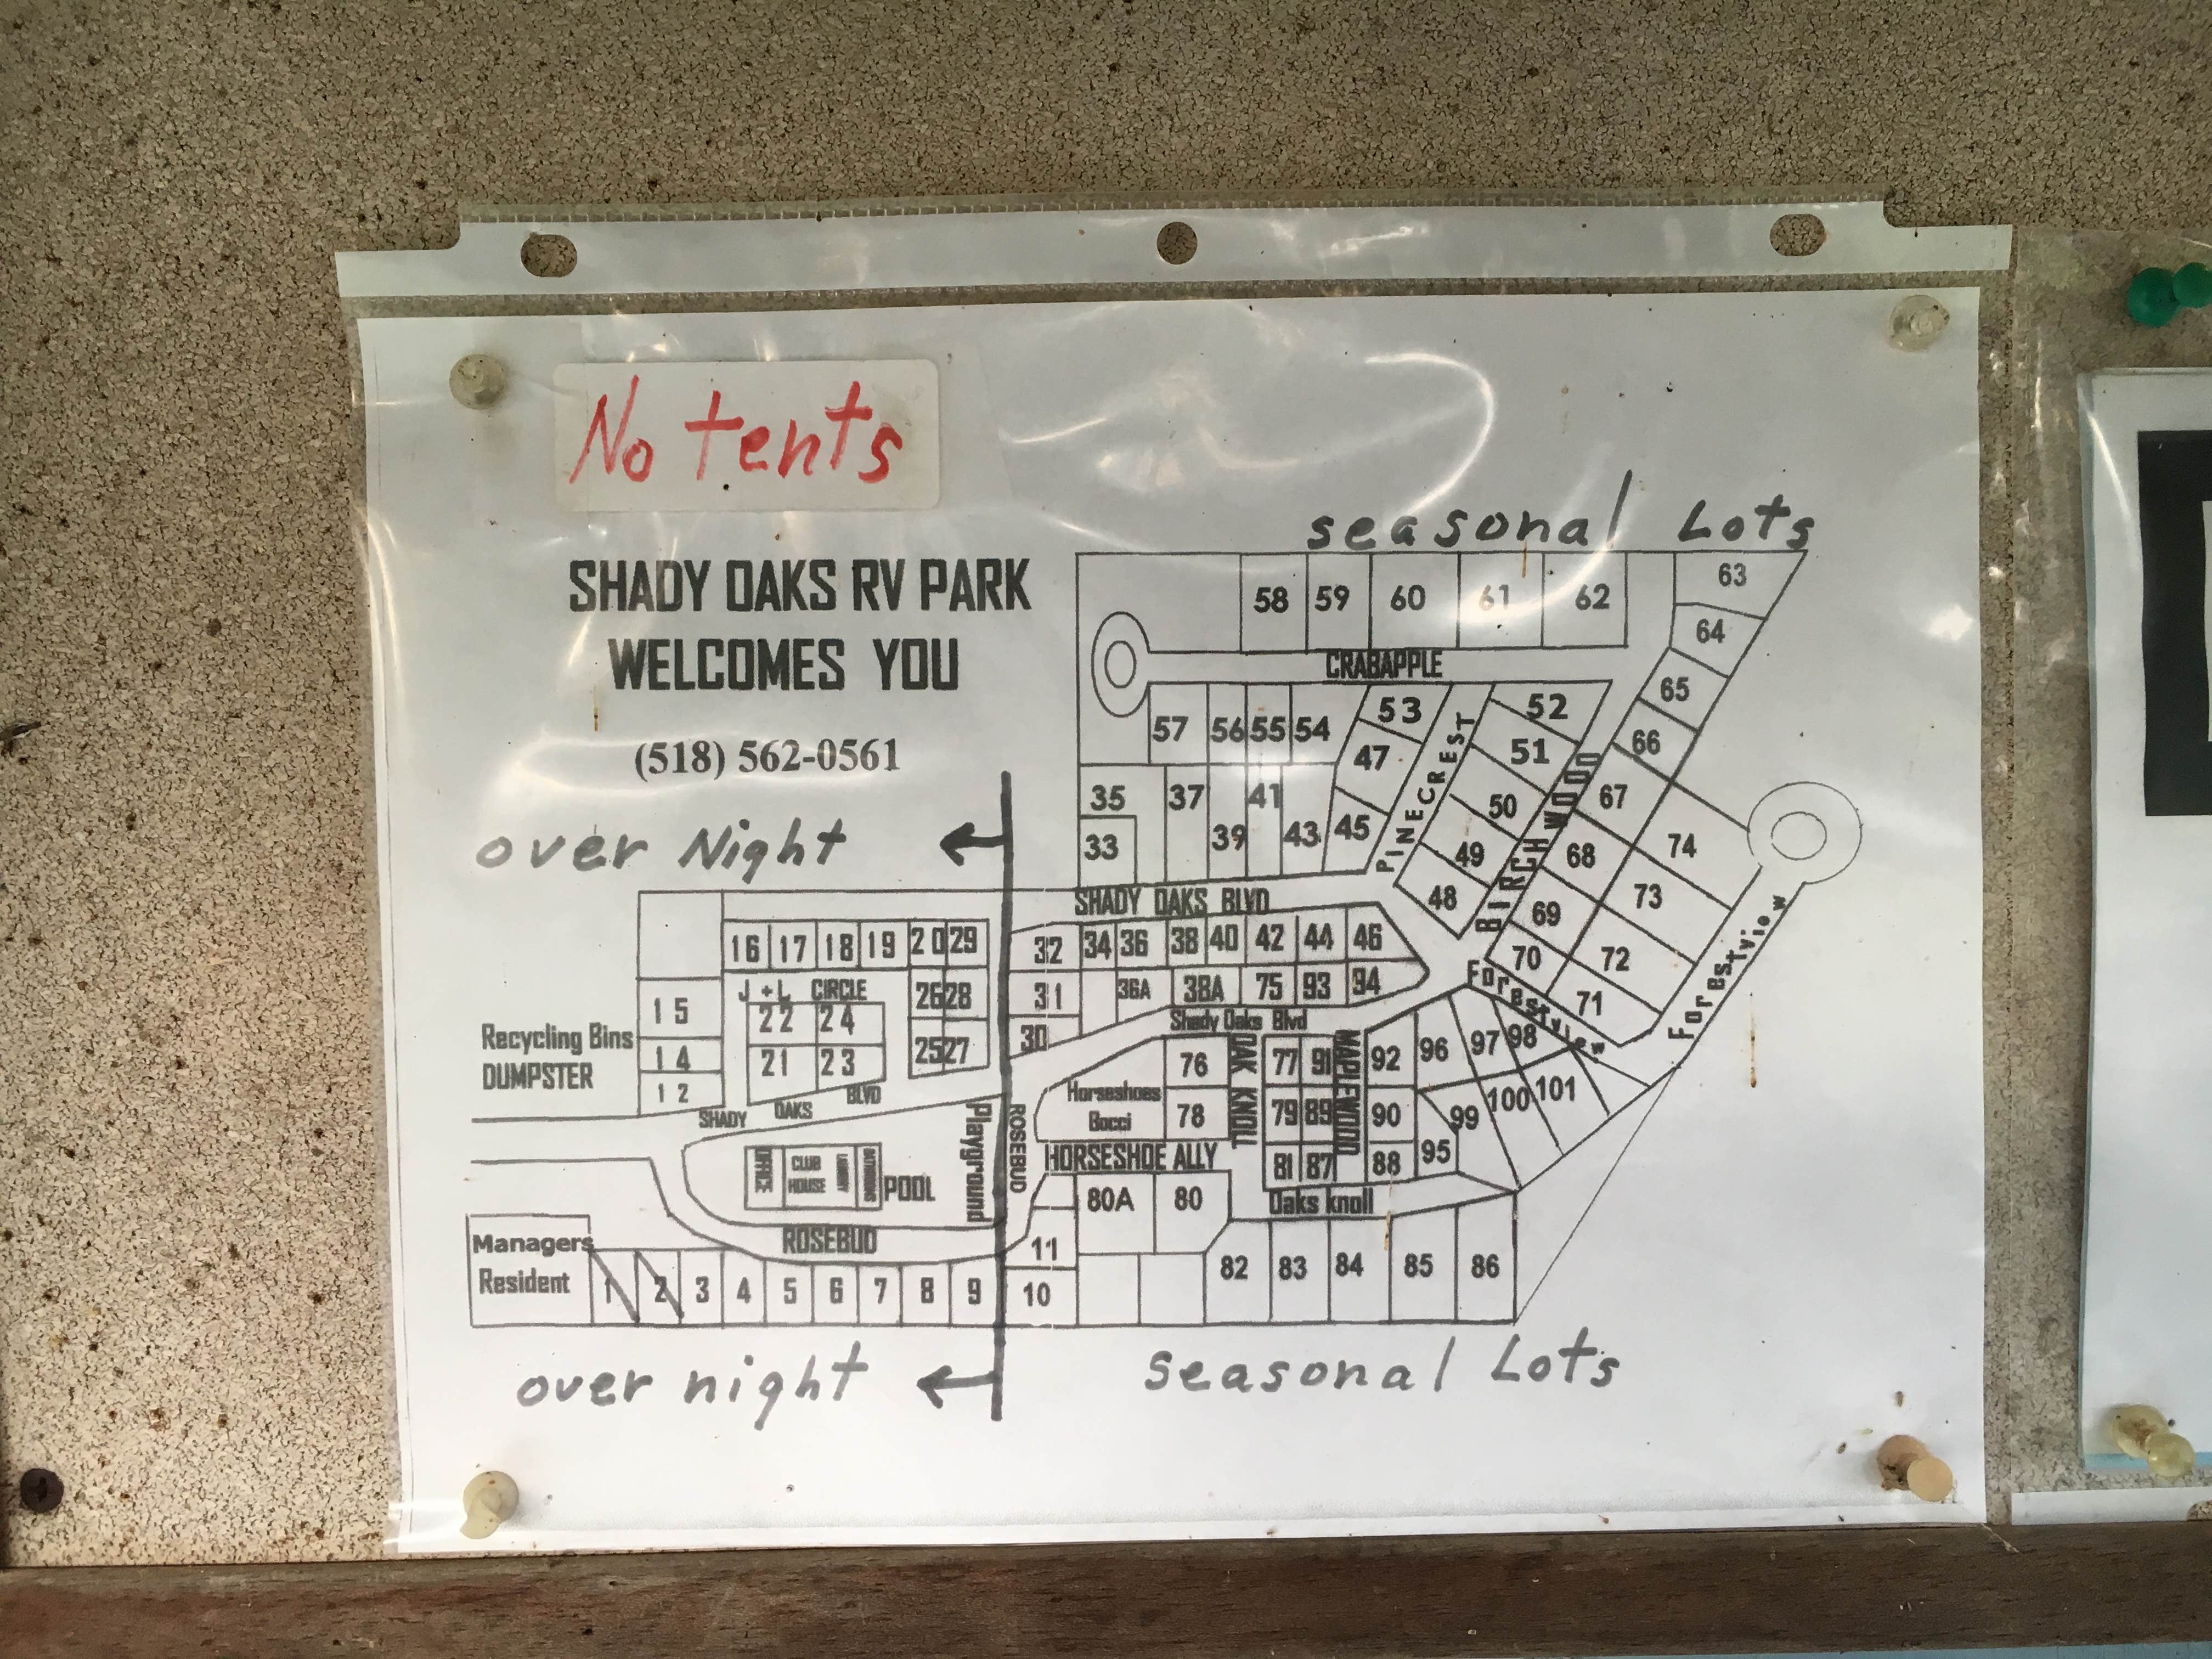 No tents
seasonal Lots
SHADY OAKS RV PARK
WELCOMES YOU
(518) 562-0561
over Night
58 59 60 61 62 63
64
CRABAPPLE
65
57 56 55 54 53 52
66
47 51
PINECREST
BIRCHWOOD
35 37 41 50 67
33 39 43 45 49 68 74
48 69 73
SHADY OAKS BLVD
16 17 18 19 20 29 32 34 36 38 40 42 44 46
70 72
Forestview
Forestview
71
J + L CIRCLE
26 28 31 36A 38A 75 93 94
15
22 24
Shady Oaks Blvd
Recycling Bins
DUMPSTER
14
21 23 25 27 30
76 OAK KNOLL 77 91 MAPLEWOOD 92 96 97 98
12
SHADY OAKS BLVD
Horseshoes
Bocci
78 79 89 90 99 100 101
Playground
ROSEBUD
HORSESHOE ALLY
81 87 88 95
OFFICE
CLUB
HOUSE
POOL
80A 80
Oaks knoll
Managers
Resident
ROSEBUD
11
1 2 3 4 5 6 7 8 9 10 82 83 84 85 86
over night
seasonal Lots